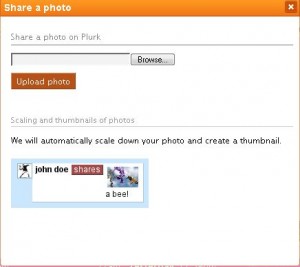 Share a photo
Share a photo on Plurk
Browse...
Upload photo
Scaling and thumbnails of photos
We will automatically scale down your photo and create a thumbnail.
john doe shares
a bee!